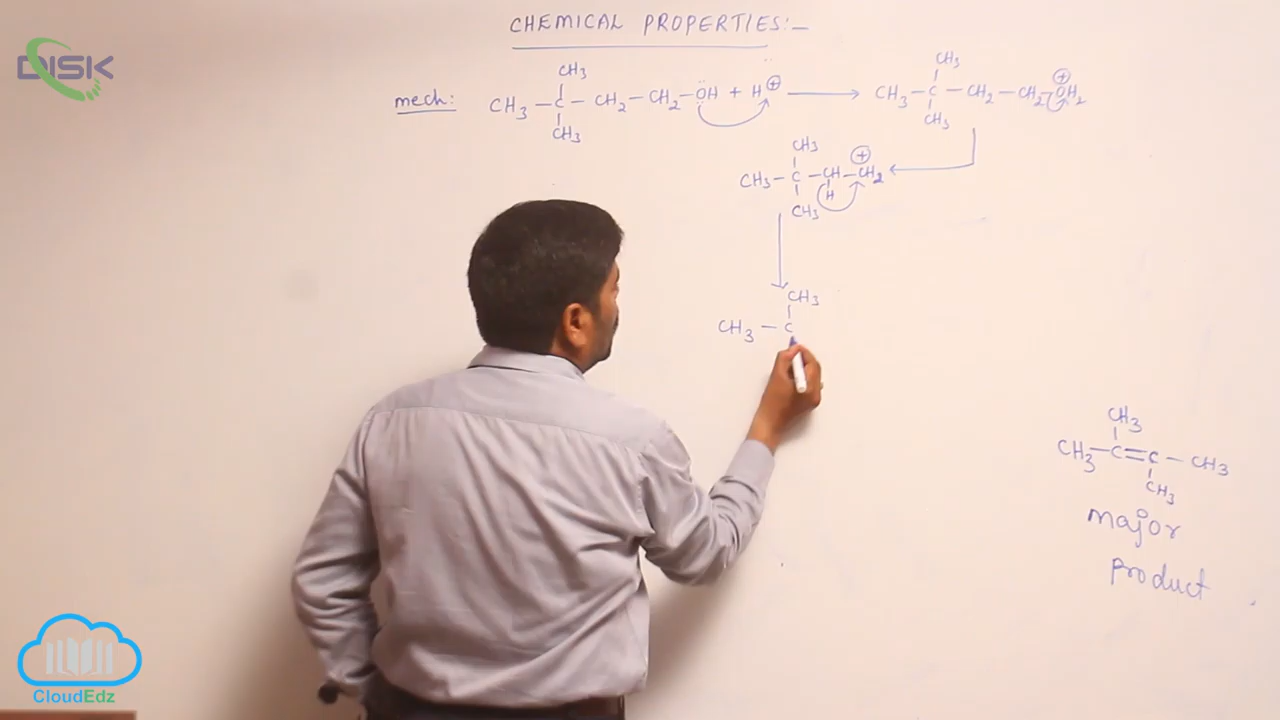 CHEMICAL PROPERTIES:-
DISK
CH3 CH3
mech: CH3 - C - CH2 - CH2 - ÖH + H⊕ → CH3 - C - CH2 - CH2 - OH2 ⊕
CH3 CH3
CH3 ⊕
CH3 - C - CH - CH2
CH3 H
CH3
CH3 - C
CH3
CH3 - C = C - CH3
CH3
major
product
CloudEdz